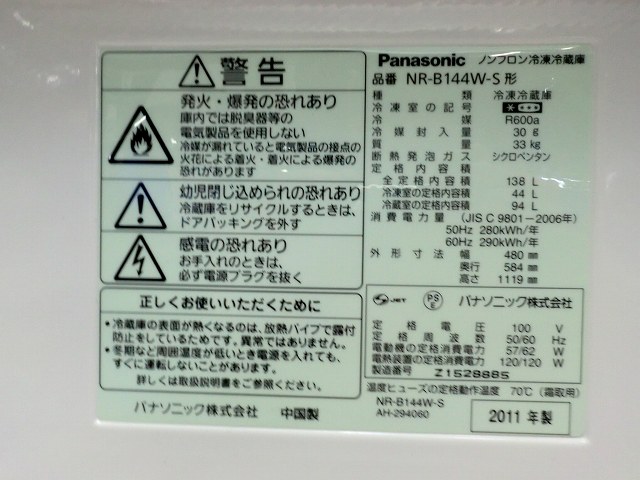 警告
発火・爆発の恐れあり
庫内では脱臭器等の
電気製品を使用しない
冷媒が漏れていると電気製品の接点の
火花による着火・着火による爆発の
恐れがあります
幼児閉じ込められの恐れあり
冷蔵庫をリサイクルするときは、
ドアパッキングを外す
感電の恐れあり
お手入れのときは、
必ず電源プラグを抜く
正しくお使いいただくために
・冷蔵庫の表面が熱くなるのは、放熱パイプで露付
防止をしているためです。異常ではありません。
・冬期など周囲温度が低いとき電源を入れても、
すぐに運転しないことがあります。
詳しくは取扱説明書をご参照ください。
パナソニック株式会社 中国製
Panasonic ノンフロン冷凍冷蔵庫
品番 NR-B144W-S形
種類 冷凍冷蔵庫
冷凍室の記号
冷媒 R600a
冷媒封入量 30 g
質量 33 kg
断熱発泡ガス シクロペンタン
定格内容積
全定格内容積 138 L
冷凍室の定格内容積 44 L
冷蔵室の定格内容積 94 L
消費電力量 (JIS C 9801-2006年)
50Hz 280kWh/年
60Hz 290kWh/年
外形寸法 幅 480 mm
奥行 584 mm
高さ 1119 mm
JET PSE パナソニック株式会社
定格電圧 100 V
定格周波数 50/60 Hz
電動機の定格消費電力 57/62 W
電熱装置の定格消費電力 120/120 W
製造番号 Z1528885
温度ヒューズの定格動作温度 70℃ (霜取用)
NR-B144W-S
AH-294060
2011 年製